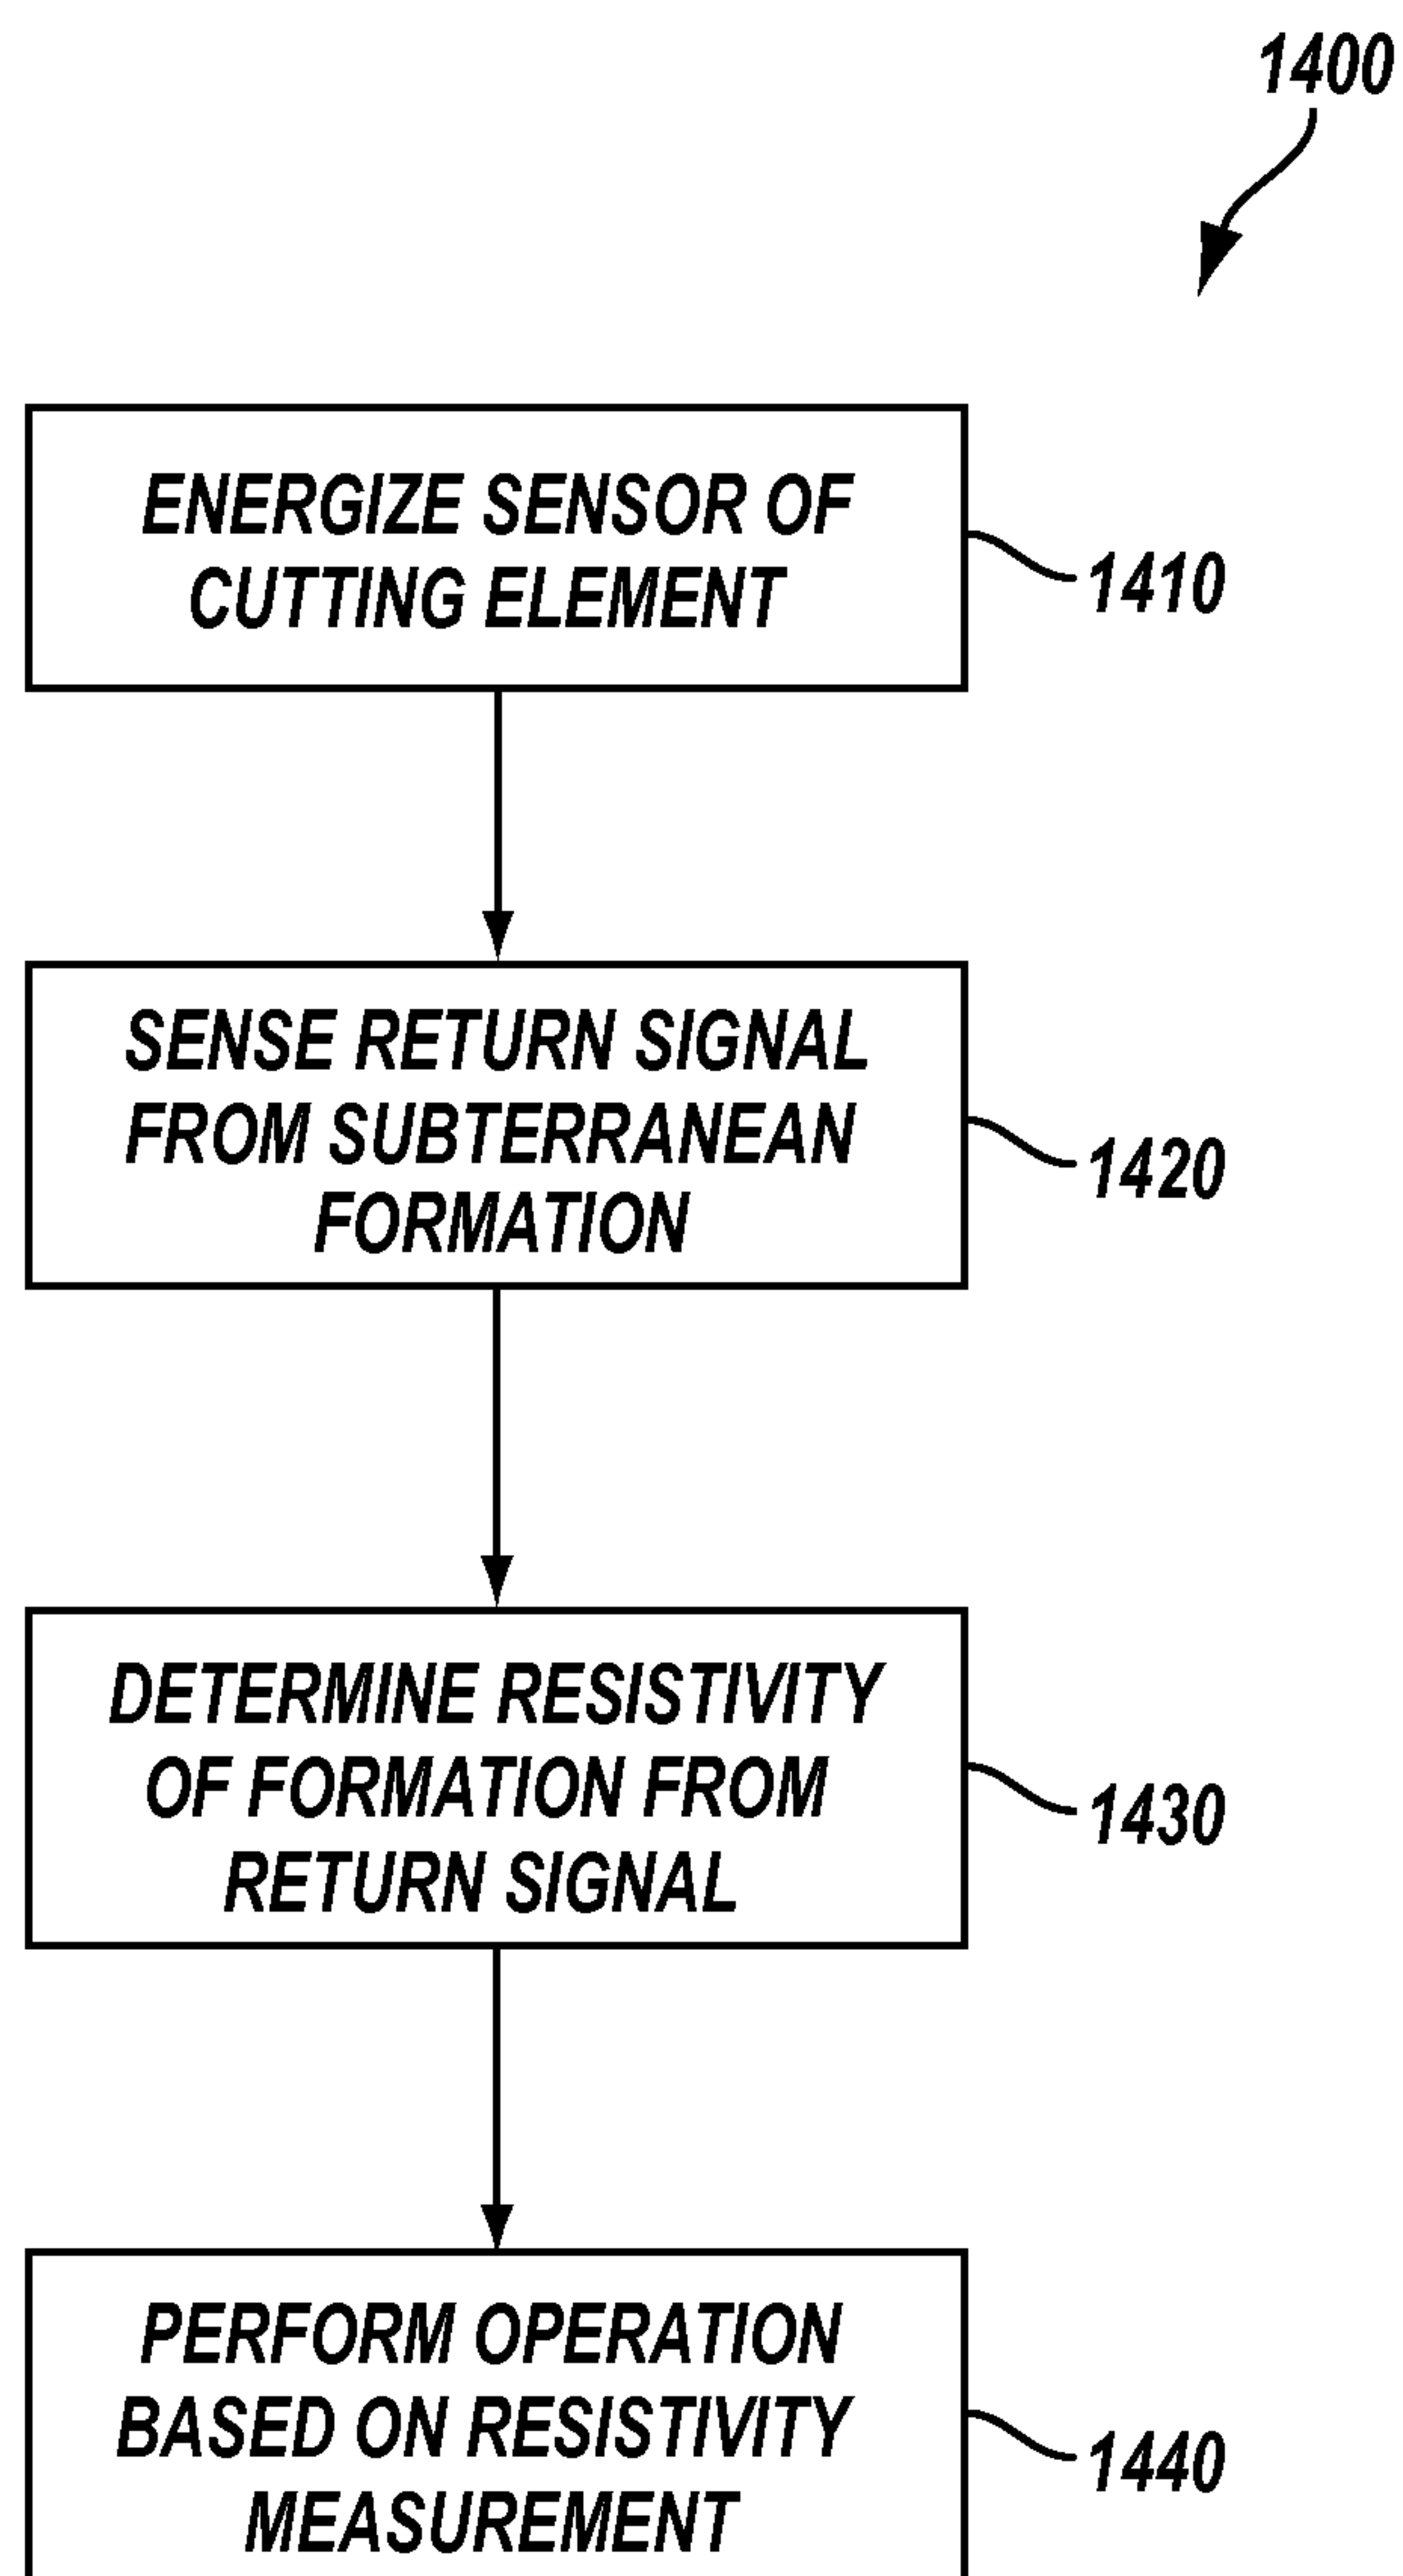 1400
ENERGIZE SENSOR OF
CUTTING ELEMENT
1410
SENSE RETURN SIGNAL
FROM SUBTERRANEAN
FORMATION
1420
DETERMINE RESISTIVITY
OF FORMATION FROM
RETURN SIGNAL
1430
PERFORM OPERATION
BASED ON RESISTIVITY
MEASUREMENT
1440